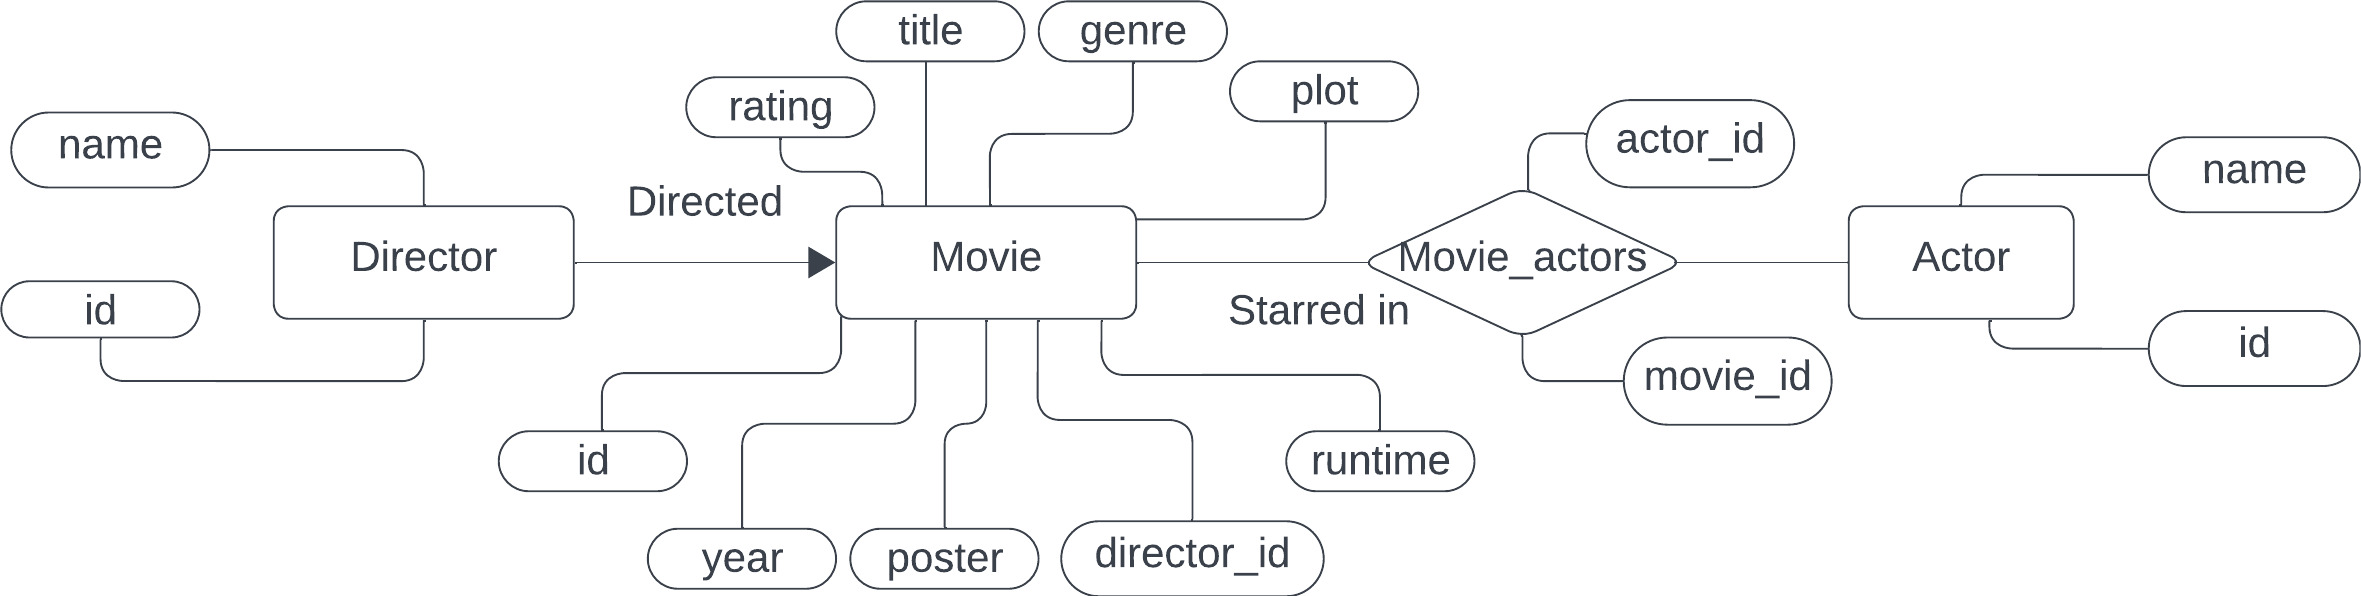 title
genre
plot
rating
actor_id
name
name
Directed
Director
Movie
Movie_actors
Actor
id
Starred in
id
movie_id
id
runtime
year
poster
director_id